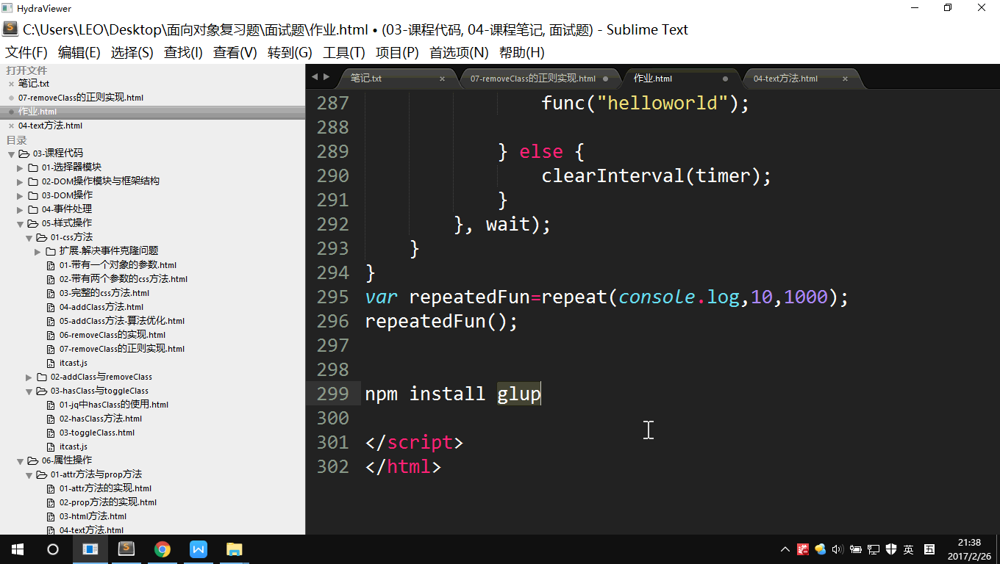 HydraViewer
C:\Users\LEO\Desktop\面向对象复习题\面试题\作业.html • (03-课程代码, 04-课程笔记, 面试题) - Sublime Text
文件(F) 编辑(E) 选择(S) 查找(I) 查看(V) 转到(G) 工具(T) 项目(P) 首选项(N) 帮助(H)
打开文件
笔记.txt
07-removeClass的正则实现.html
作业.html
04-text方法.html
目录
03-课程代码
01-选择器模块
02-DOM操作模块与框架结构
03-DOM操作
04-事件处理
05-样式操作
01-css方法
扩展-解决事件克隆问题
01-带有一个对象的参数.html
02-带有两个参数的css方法.html
03-完整的css方法.html
04-addClass方法.html
05-addClass方法-算法优化.html
06-removeClass的实现.html
07-removeClass的正则实现.html
itcast.js
02-addClass与removeClass
03-hasClass与toggleClass
01-jq中hasClass的使用.html
02-hasClass方法.html
03-toggleClass.html
itcast.js
06-属性操作
01-attr方法与prop方法
01-attr方法的实现.html
02-prop方法的实现.html
03-html方法.html
04-text方法.html
笔记.txt 07-removeClass的正则实现.html 作业.html 04-text方法.html
287 func("helloworld");
288
289 } else {
290 clearInterval(timer);
291 }
292 }, wait);
293 }
294 }
295 var repeatedFun=repeat(console.log,10,1000);
296 repeatedFun();
297
298
299 npm install glup
300
301 </script>
302 </html>
英
21:38
2017/2/26